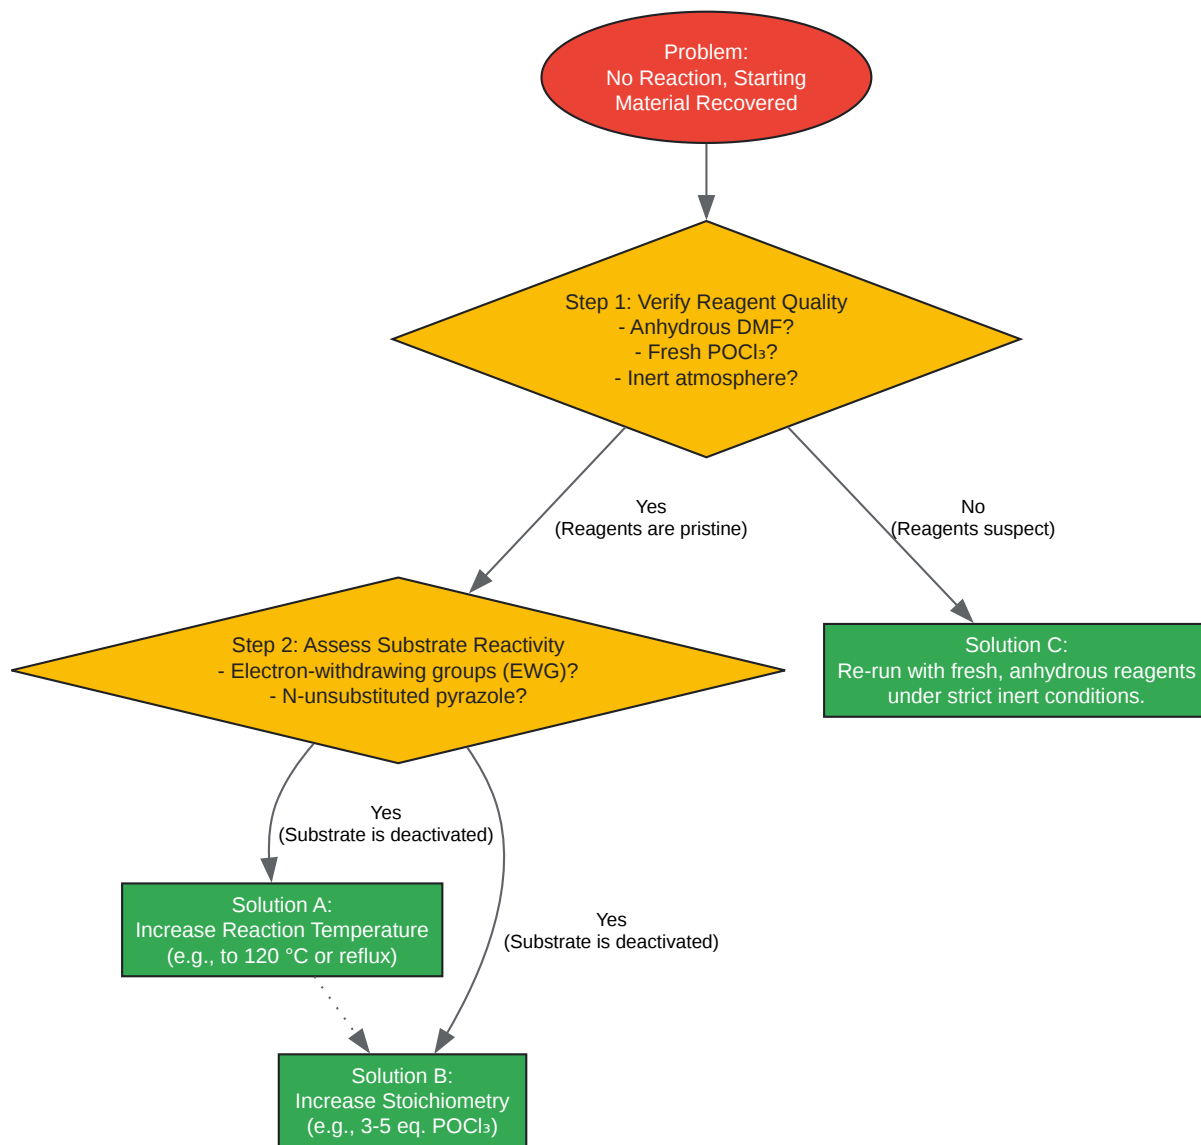 Problem:
No Reaction, Starting
Material Recovered
Step 1: Verify Reagent Quality
- Anhydrous DMF?
- Fresh POCl₃?
- Inert atmosphere?
Yes
(Reagents are pristine)
No
(Reagents suspect)
Step 2: Assess Substrate Reactivity
- Electron-withdrawing groups (EWG)?
- N-unsubstituted pyrazole?
Solution C:
Re-run with fresh, anhydrous reagents
under strict inert conditions.
Yes
(Substrate is deactivated)
Yes
(Substrate is deactivated)
Solution A:
Increase Reaction Temperature
(e.g., to 120 °C or reflux)
Solution B:
Increase Stoichiometry
(e.g., 3-5 eq. POCl₃)